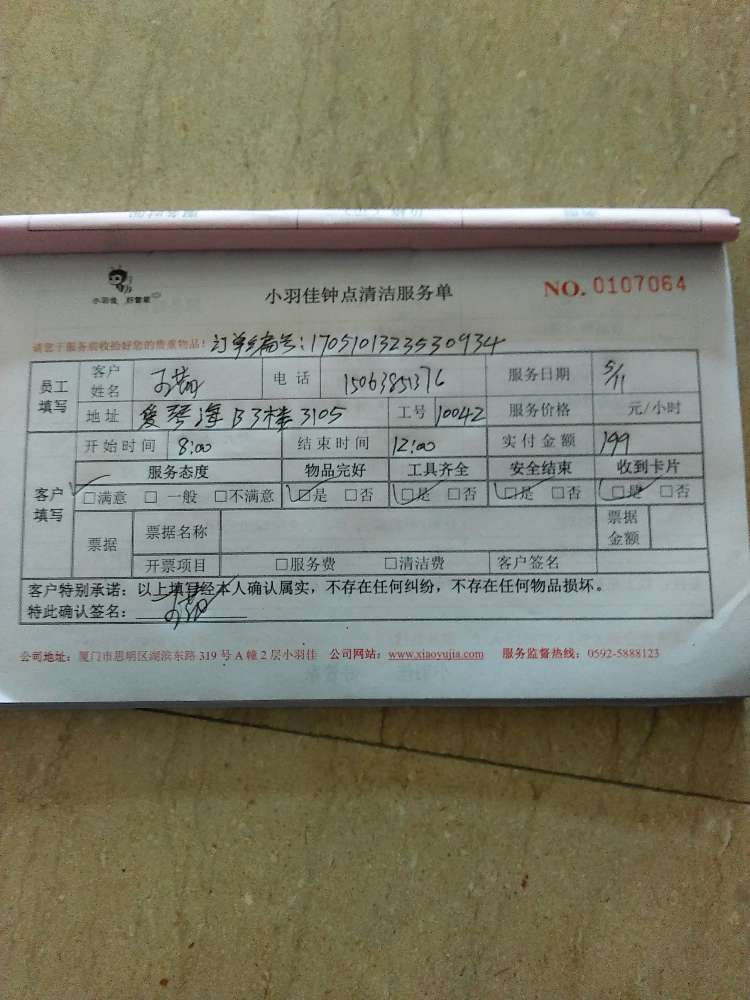 小羽佳 好管家
小羽佳钟点清洁服务单
NO. 0107064
请您于服务前收拾好您的贵重物品！订单编号:17051013235530934
员工填写 客户姓名 电话 15063851376 服务日期 5/11
地址 爱琴海B3楼3105 工号 10042 服务价格 元/小时
客户填写 开始时间 8:00 结束时间 12:00 实付金额 199
服务态度 物品完好 工具齐全 安全结束 收到卡片
□满意 □一般 □不满意 □是 □否 □是 □否 □是 □否 □是 □否
票据 票据名称 票据金额
开票项目 □服务费 □清洁费 客户签名
客户特别承诺：以上填写经本人确认属实，不存在任何纠纷，不存在任何物品损坏。
特此确认签名：
公司地址：厦门市思明区湖滨东路319号A幢2层小羽佳 公司网站：www.xiaoyujia.com 服务监督热线：0592-5888123